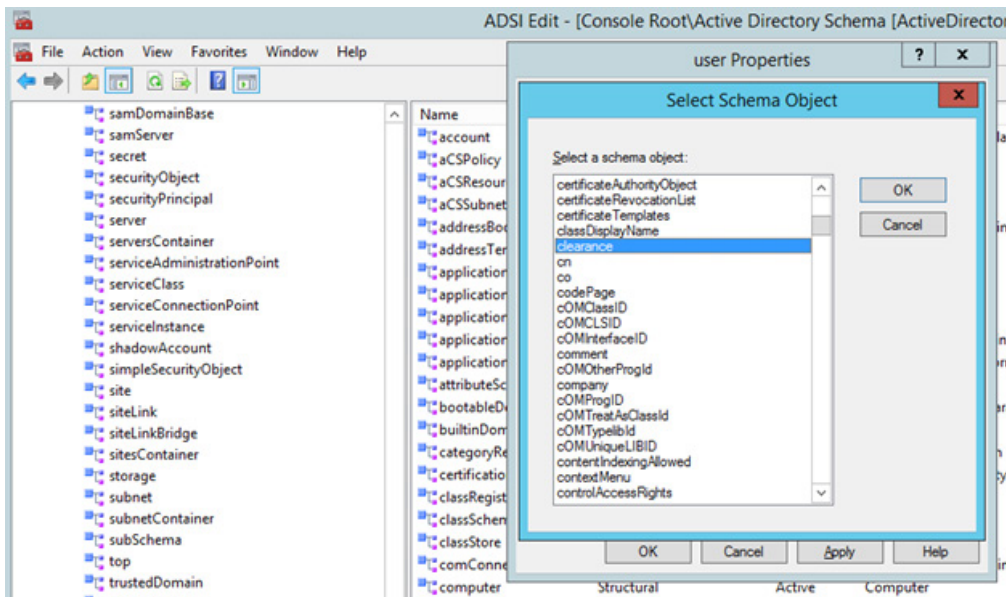 ADSI Edit - [Console Root\Active Directory Schema [ActiveDirector
File Action View Favorites Window Help
samDomainBase
samServer
secret
securityObject
securityPrincipal
server
serversContainer
serviceAdministrationPoint
serviceClass
serviceConnectionPoint
serviceInstance
shadowAccount
simpleSecurityObject
site
siteLink
siteLinkBridge
sitesContainer
storage
subnet
subnetContainer
subSchema
top
trustedDomain
Name
account
aCSPolicy
aCSResour
aCSSubnet
addressBoo
addressTer
application
application
application
application
application
attributeSc
bootableDe
builtinDom
categoryRe
certificatio
classRegist
classSchem
classStore
comConne
computer Structural Active Computer
user Properties ? x
Select Schema Object x
Select a schema object:
certificateAuthorityObject
certificateRevocationList
certificateTemplates
classDisplayName
clearance
cn
co
codePage
cOMClassID
cOMCLSID
cOMInterfaceID
comment
cOMOtherProgId
company
cOMProgID
cOMTreatAsClassId
cOMTypelibId
cOMUniqueLIBID
contentIndexingAllowed
contextMenu
controlAccessRights
OK
Cancel
OK Cancel Apply Help